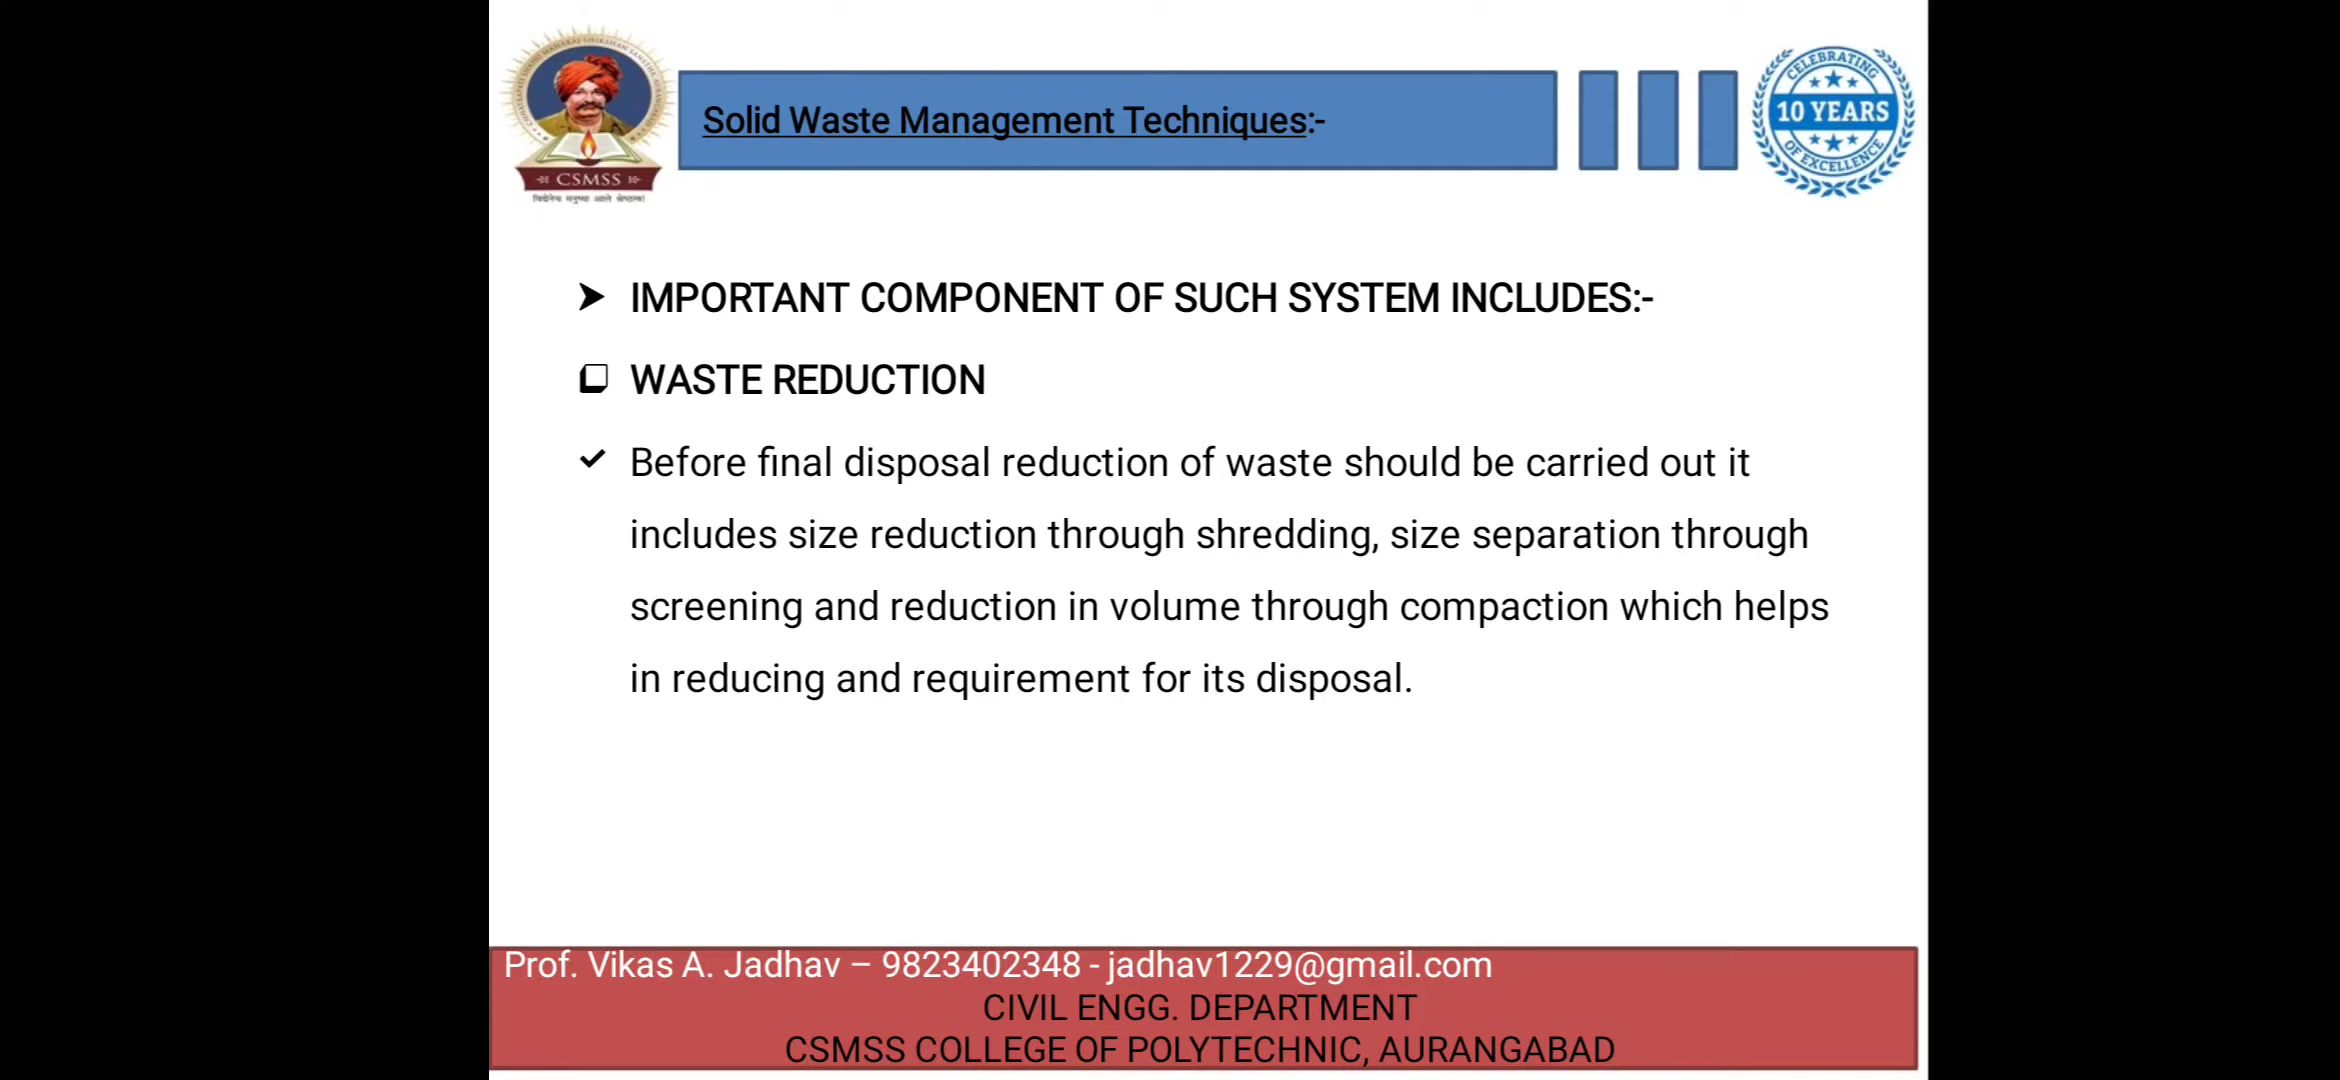 CSMSS
Solid Waste Management Techniques:-
CELEBRATING
10 YEARS
OF EXCELLENCE
IMPORTANT COMPONENT OF SUCH SYSTEM INCLUDES:-
WASTE REDUCTION
Before final disposal reduction of waste should be carried out it
includes size reduction through shredding, size separation through
screening and reduction in volume through compaction which helps
in reducing and requirement for its disposal.
Prof. Vikas A. Jadhav – 9823402348 - jadhav1229@gmail.com
CIVIL ENGG. DEPARTMENT
CSMSS COLLEGE OF POLYTECHNIC, AURANGABAD